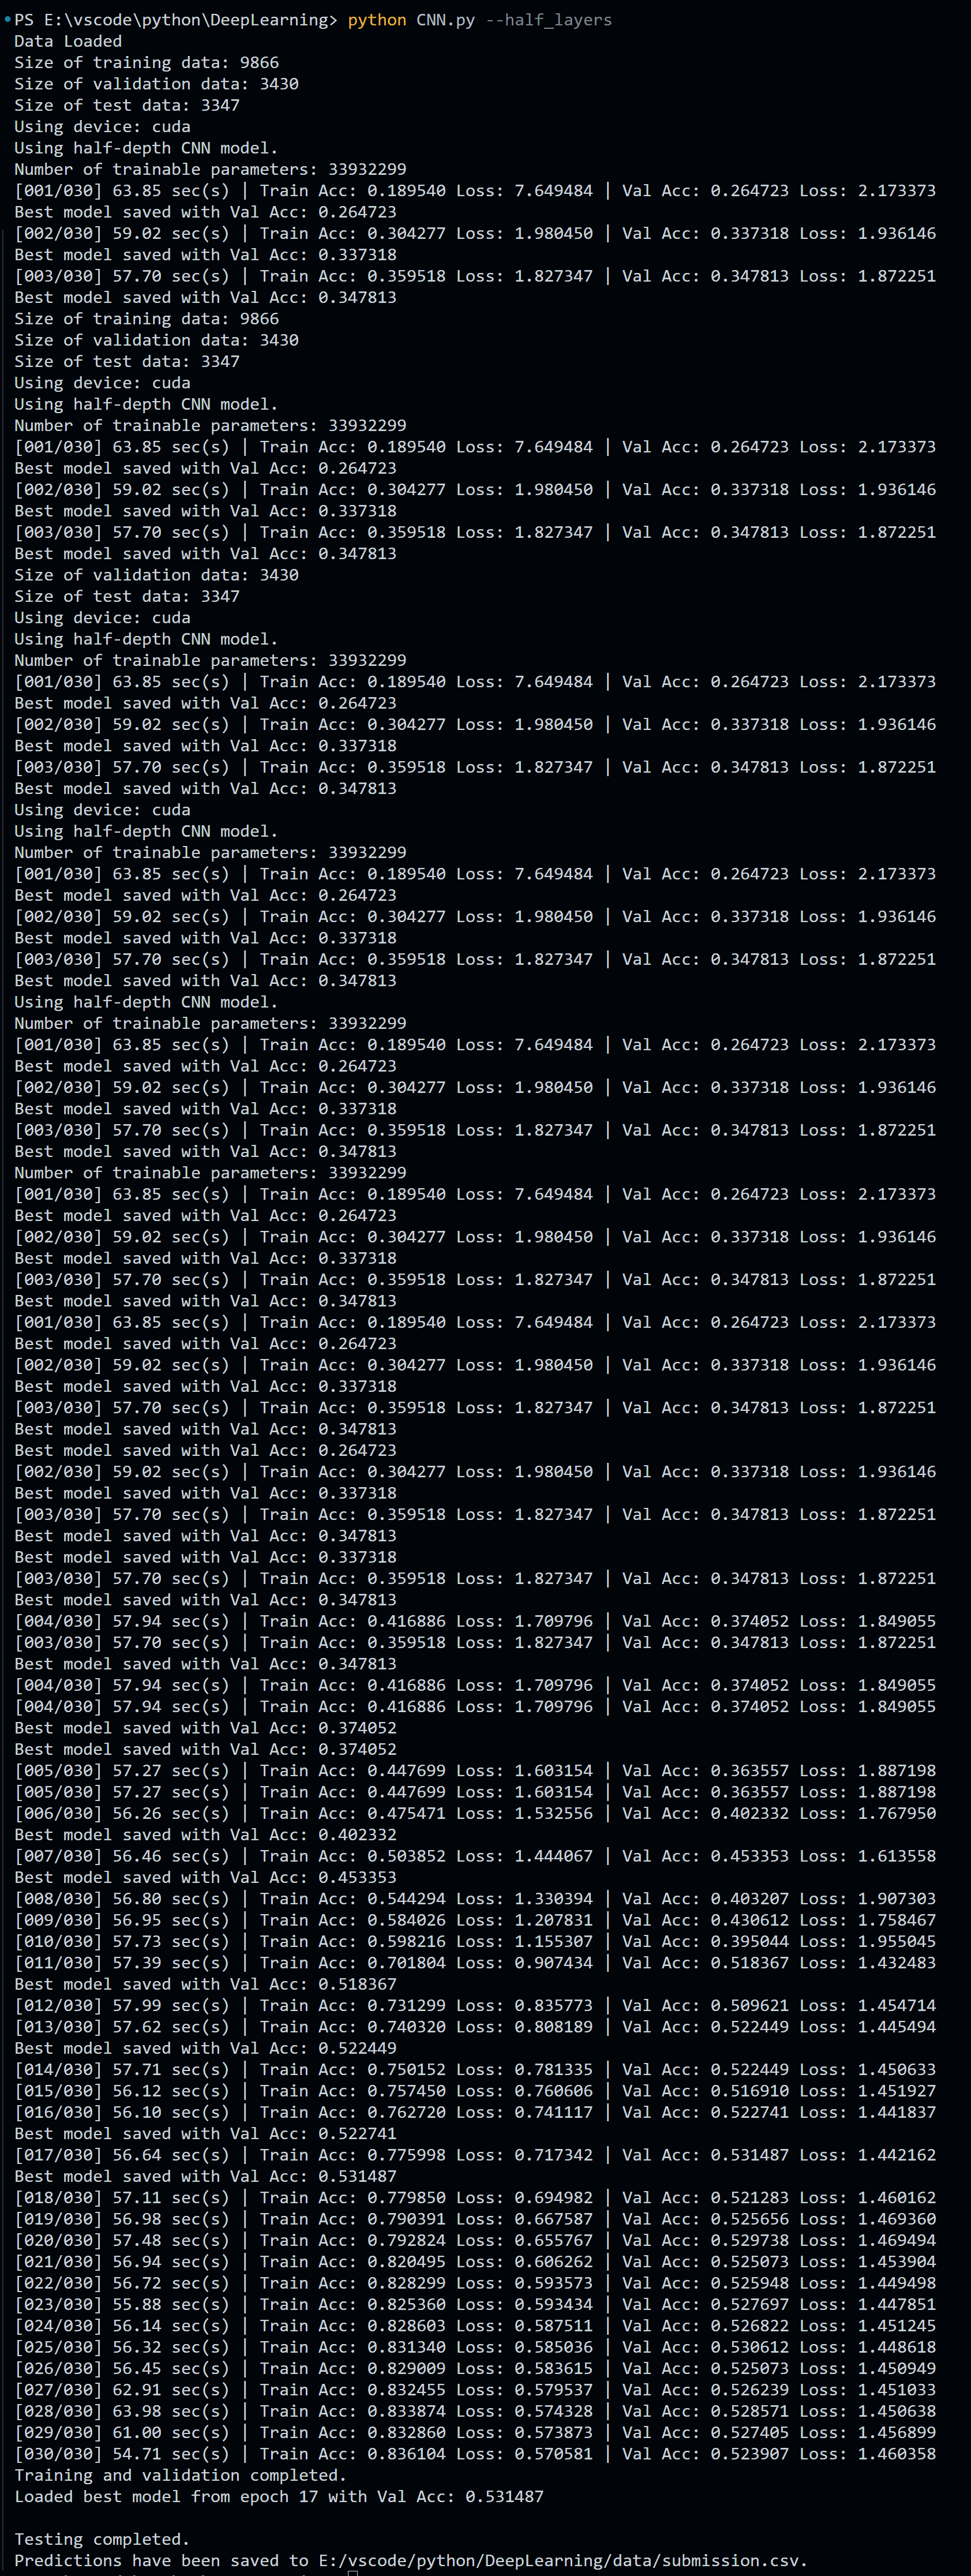 PS E:\vscode\python\DeepLearning> python CNN.py --half_layers
Data Loaded
Size of training data: 9866
Size of validation data: 3430
Size of test data: 3347
Using device: cuda
Using half-depth CNN model.
Number of trainable parameters: 33932299
[001/030] 63.85 sec(s) | Train Acc: 0.189540 Loss: 7.649484 | Val Acc: 0.264723 Loss: 2.173373
Best model saved with Val Acc: 0.264723
[002/030] 59.02 sec(s) | Train Acc: 0.304277 Loss: 1.980450 | Val Acc: 0.337318 Loss: 1.936146
Best model saved with Val Acc: 0.337318
[003/030] 57.70 sec(s) | Train Acc: 0.359518 Loss: 1.827347 | Val Acc: 0.347813 Loss: 1.872251
Best model saved with Val Acc: 0.347813
Size of training data: 9866
Size of validation data: 3430
Size of test data: 3347
Using device: cuda
Using half-depth CNN model.
Number of trainable parameters: 33932299
[001/030] 63.85 sec(s) | Train Acc: 0.189540 Loss: 7.649484 | Val Acc: 0.264723 Loss: 2.173373
Best model saved with Val Acc: 0.264723
[002/030] 59.02 sec(s) | Train Acc: 0.304277 Loss: 1.980450 | Val Acc: 0.337318 Loss: 1.936146
Best model saved with Val Acc: 0.337318
[003/030] 57.70 sec(s) | Train Acc: 0.359518 Loss: 1.827347 | Val Acc: 0.347813 Loss: 1.872251
Best model saved with Val Acc: 0.347813
Size of validation data: 3430
Size of test data: 3347
Using device: cuda
Using half-depth CNN model.
Number of trainable parameters: 33932299
[001/030] 63.85 sec(s) | Train Acc: 0.189540 Loss: 7.649484 | Val Acc: 0.264723 Loss: 2.173373
Best model saved with Val Acc: 0.264723
[002/030] 59.02 sec(s) | Train Acc: 0.304277 Loss: 1.980450 | Val Acc: 0.337318 Loss: 1.936146
Best model saved with Val Acc: 0.337318
[003/030] 57.70 sec(s) | Train Acc: 0.359518 Loss: 1.827347 | Val Acc: 0.347813 Loss: 1.872251
Best model saved with Val Acc: 0.347813
Using device: cuda
Using half-depth CNN model.
Number of trainable parameters: 33932299
[001/030] 63.85 sec(s) | Train Acc: 0.189540 Loss: 7.649484 | Val Acc: 0.264723 Loss: 2.173373
Best model saved with Val Acc: 0.264723
[002/030] 59.02 sec(s) | Train Acc: 0.304277 Loss: 1.980450 | Val Acc: 0.337318 Loss: 1.936146
Best model saved with Val Acc: 0.337318
[003/030] 57.70 sec(s) | Train Acc: 0.359518 Loss: 1.827347 | Val Acc: 0.347813 Loss: 1.872251
Best model saved with Val Acc: 0.347813
Using half-depth CNN model.
Number of trainable parameters: 33932299
[001/030] 63.85 sec(s) | Train Acc: 0.189540 Loss: 7.649484 | Val Acc: 0.264723 Loss: 2.173373
Best model saved with Val Acc: 0.264723
[002/030] 59.02 sec(s) | Train Acc: 0.304277 Loss: 1.980450 | Val Acc: 0.337318 Loss: 1.936146
Best model saved with Val Acc: 0.337318
[003/030] 57.70 sec(s) | Train Acc: 0.359518 Loss: 1.827347 | Val Acc: 0.347813 Loss: 1.872251
Best model saved with Val Acc: 0.347813
Number of trainable parameters: 33932299
[001/030] 63.85 sec(s) | Train Acc: 0.189540 Loss: 7.649484 | Val Acc: 0.264723 Loss: 2.173373
Best model saved with Val Acc: 0.264723
[002/030] 59.02 sec(s) | Train Acc: 0.304277 Loss: 1.980450 | Val Acc: 0.337318 Loss: 1.936146
Best model saved with Val Acc: 0.337318
[003/030] 57.70 sec(s) | Train Acc: 0.359518 Loss: 1.827347 | Val Acc: 0.347813 Loss: 1.872251
Best model saved with Val Acc: 0.347813
[001/030] 63.85 sec(s) | Train Acc: 0.189540 Loss: 7.649484 | Val Acc: 0.264723 Loss: 2.173373
Best model saved with Val Acc: 0.264723
[002/030] 59.02 sec(s) | Train Acc: 0.304277 Loss: 1.980450 | Val Acc: 0.337318 Loss: 1.936146
Best model saved with Val Acc: 0.337318
[003/030] 57.70 sec(s) | Train Acc: 0.359518 Loss: 1.827347 | Val Acc: 0.347813 Loss: 1.872251
Best model saved with Val Acc: 0.347813
Best model saved with Val Acc: 0.264723
[002/030] 59.02 sec(s) | Train Acc: 0.304277 Loss: 1.980450 | Val Acc: 0.337318 Loss: 1.936146
Best model saved with Val Acc: 0.337318
[003/030] 57.70 sec(s) | Train Acc: 0.359518 Loss: 1.827347 | Val Acc: 0.347813 Loss: 1.872251
Best model saved with Val Acc: 0.347813
Best model saved with Val Acc: 0.337318
[003/030] 57.70 sec(s) | Train Acc: 0.359518 Loss: 1.827347 | Val Acc: 0.347813 Loss: 1.872251
Best model saved with Val Acc: 0.347813
[004/030] 57.94 sec(s) | Train Acc: 0.416886 Loss: 1.709796 | Val Acc: 0.374052 Loss: 1.849055
[003/030] 57.70 sec(s) | Train Acc: 0.359518 Loss: 1.827347 | Val Acc: 0.347813 Loss: 1.872251
Best model saved with Val Acc: 0.347813
[004/030] 57.94 sec(s) | Train Acc: 0.416886 Loss: 1.709796 | Val Acc: 0.374052 Loss: 1.849055
[004/030] 57.94 sec(s) | Train Acc: 0.416886 Loss: 1.709796 | Val Acc: 0.374052 Loss: 1.849055
Best model saved with Val Acc: 0.374052
Best model saved with Val Acc: 0.374052
[005/030] 57.27 sec(s) | Train Acc: 0.447699 Loss: 1.603154 | Val Acc: 0.363557 Loss: 1.887198
[005/030] 57.27 sec(s) | Train Acc: 0.447699 Loss: 1.603154 | Val Acc: 0.363557 Loss: 1.887198
[006/030] 56.26 sec(s) | Train Acc: 0.475471 Loss: 1.532556 | Val Acc: 0.402332 Loss: 1.767950
Best model saved with Val Acc: 0.402332
[007/030] 56.46 sec(s) | Train Acc: 0.503852 Loss: 1.444067 | Val Acc: 0.453353 Loss: 1.613558
Best model saved with Val Acc: 0.453353
[008/030] 56.80 sec(s) | Train Acc: 0.544294 Loss: 1.330394 | Val Acc: 0.403207 Loss: 1.907303
[009/030] 56.95 sec(s) | Train Acc: 0.584026 Loss: 1.207831 | Val Acc: 0.430612 Loss: 1.758467
[010/030] 57.73 sec(s) | Train Acc: 0.598216 Loss: 1.155307 | Val Acc: 0.395044 Loss: 1.955045
[011/030] 57.39 sec(s) | Train Acc: 0.701804 Loss: 0.907434 | Val Acc: 0.518367 Loss: 1.432483
Best model saved with Val Acc: 0.518367
[012/030] 57.99 sec(s) | Train Acc: 0.731299 Loss: 0.835773 | Val Acc: 0.509621 Loss: 1.454714
[013/030] 57.62 sec(s) | Train Acc: 0.740320 Loss: 0.808189 | Val Acc: 0.522449 Loss: 1.445494
Best model saved with Val Acc: 0.522449
[014/030] 57.71 sec(s) | Train Acc: 0.750152 Loss: 0.781335 | Val Acc: 0.522449 Loss: 1.450633
[015/030] 56.12 sec(s) | Train Acc: 0.757450 Loss: 0.760606 | Val Acc: 0.516910 Loss: 1.451927
[016/030] 56.10 sec(s) | Train Acc: 0.762720 Loss: 0.741117 | Val Acc: 0.522741 Loss: 1.441837
Best model saved with Val Acc: 0.522741
[017/030] 56.64 sec(s) | Train Acc: 0.775998 Loss: 0.717342 | Val Acc: 0.531487 Loss: 1.442162
Best model saved with Val Acc: 0.531487
[018/030] 57.11 sec(s) | Train Acc: 0.779850 Loss: 0.694982 | Val Acc: 0.521283 Loss: 1.460162
[019/030] 56.98 sec(s) | Train Acc: 0.790391 Loss: 0.667587 | Val Acc: 0.525656 Loss: 1.469360
[020/030] 57.48 sec(s) | Train Acc: 0.792824 Loss: 0.655767 | Val Acc: 0.529738 Loss: 1.469494
[021/030] 56.94 sec(s) | Train Acc: 0.820495 Loss: 0.606262 | Val Acc: 0.525073 Loss: 1.453904
[022/030] 56.72 sec(s) | Train Acc: 0.828299 Loss: 0.593573 | Val Acc: 0.525948 Loss: 1.449498
[023/030] 55.88 sec(s) | Train Acc: 0.825360 Loss: 0.593434 | Val Acc: 0.527697 Loss: 1.447851
[024/030] 56.14 sec(s) | Train Acc: 0.828603 Loss: 0.587511 | Val Acc: 0.526822 Loss: 1.451245
[025/030] 56.32 sec(s) | Train Acc: 0.831340 Loss: 0.585036 | Val Acc: 0.530612 Loss: 1.448618
[026/030] 56.45 sec(s) | Train Acc: 0.829009 Loss: 0.583615 | Val Acc: 0.525073 Loss: 1.450949
[027/030] 62.91 sec(s) | Train Acc: 0.832455 Loss: 0.579537 | Val Acc: 0.526239 Loss: 1.451033
[028/030] 63.98 sec(s) | Train Acc: 0.833874 Loss: 0.574328 | Val Acc: 0.528571 Loss: 1.450638
[029/030] 61.00 sec(s) | Train Acc: 0.832860 Loss: 0.573873 | Val Acc: 0.527405 Loss: 1.456899
[030/030] 54.71 sec(s) | Train Acc: 0.836104 Loss: 0.570581 | Val Acc: 0.523907 Loss: 1.460358
Training and validation completed.
Loaded best model from epoch 17 with Val Acc: 0.531487
Testing completed.
Predictions have been saved to E:/vscode/python/DeepLearning/data/submission.csv.